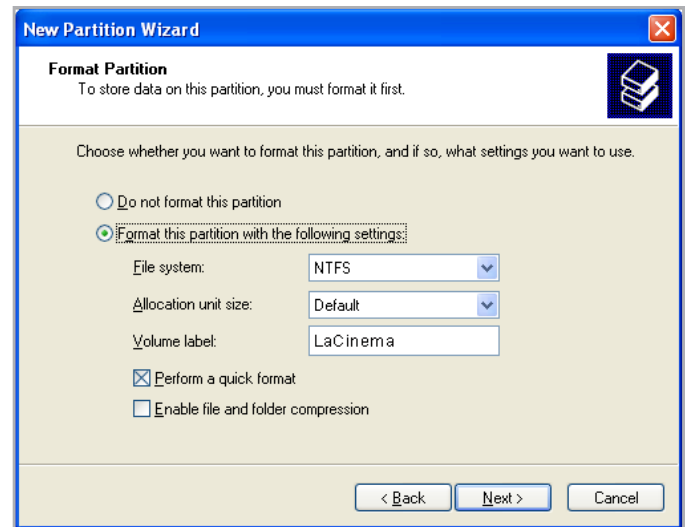 New Partition Wizard
Format Partition
To store data on this partition, you must format it first.
Choose whether you want to format this partition, and if so, what settings you want to use.
Do not format this partition
Format this partition with the following settings:
File system: NTFS
Allocation unit size: Default
Volume label: LaCinema
Perform a quick format
Enable file and folder compression
< Back Next > Cancel